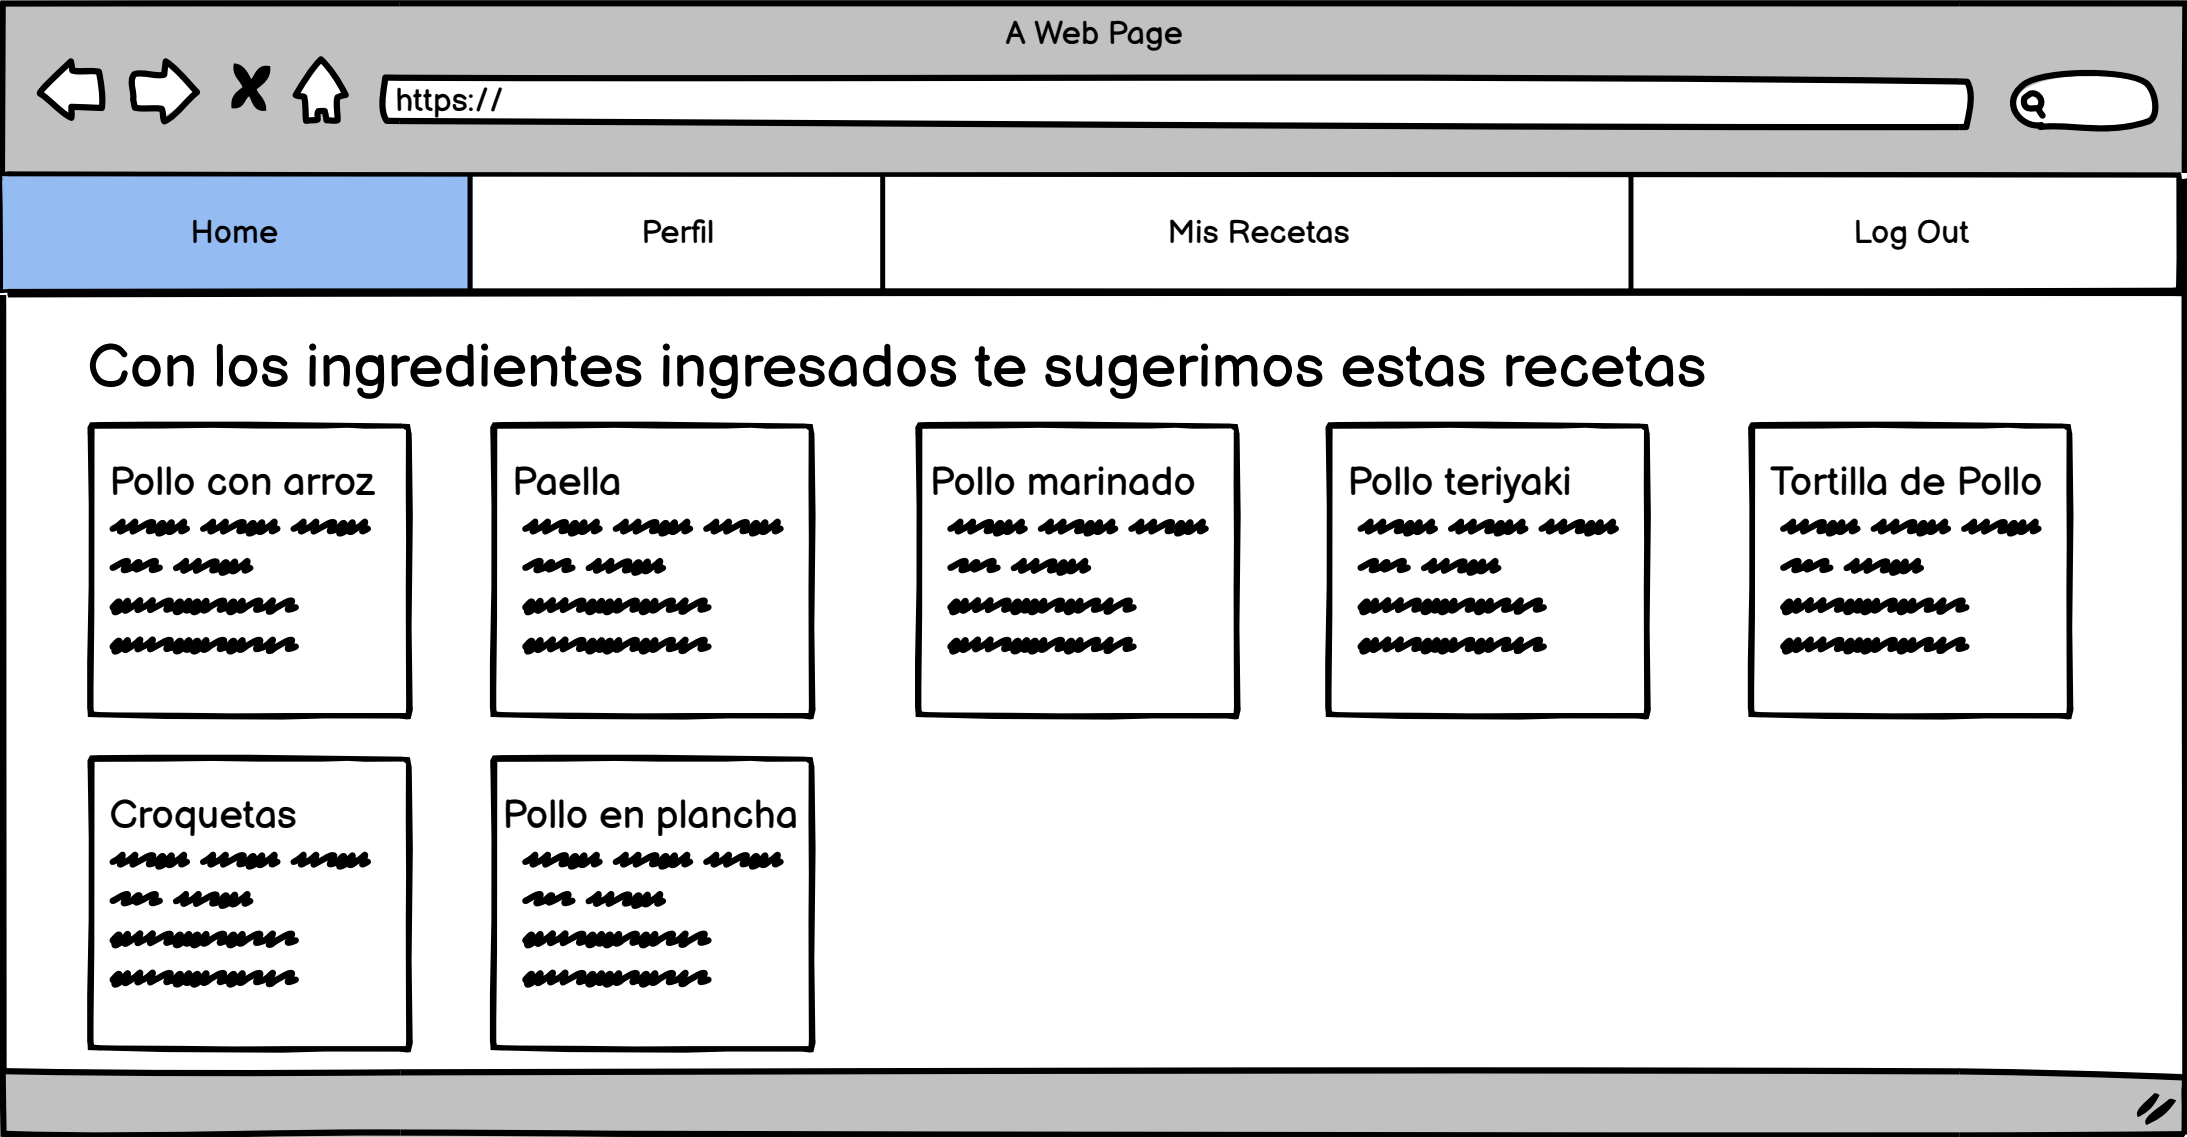 A Web Page
https://
Home
Perfil
Mis Recetas
Log Out
Con los ingredientes ingresados te sugerimos estas recetas
Pollo con arroz
Paella
Pollo marinado
Pollo teriyaki
Tortilla de Pollo
Croquetas
Pollo en plancha